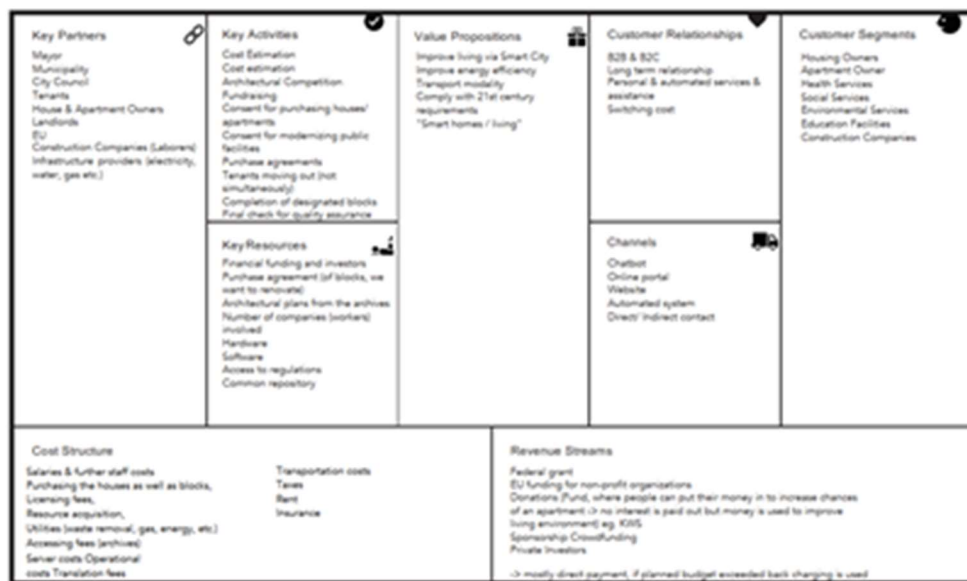 Key Partners
Mayor
Municipality
City Council
Tenants
House & Apartment Owners
Landlords
EU
Construction Companies (Laborers)
Infrastructure providers (electricity,
water, gas etc.)
Key Activities
Cost Estimation
Cost estimation
Architectural Competition
Fundraising
Consent for purchasing houses/
apartments
Consent for modernizing public
facilities
Purchase agreements
Tenants moving out (not
simultaneously)
Completion of designated blocks
Final check for quality assurance
Key Resources
Financial funding and investors
Purchase agreement (of blocks, we
want to renovate)
Architectural plans from the archives
Number of companies (workers)
involved
Hardware
Software
Access to regulations
Common repository
Value Propositions
Improve living via Smart City
Improve energy efficiency
Transport modality
Comply with 21st century
requirements
"Smart homes / living"
Customer Relationships
B2B & B2C
Long term relationship
Personal & automated services &
assistance
Switching cost
Channels
Chatbot
Online portal
Website
Automated system
Direct/ Indirect contact
Customer Segments
Housing Owners
Apartment Owner
Health Services
Social Services
Environmental Services
Education Facilities
Construction Companies
Cost Structure
Salaries & further staff costs
Purchasing the houses as well as blocks,
Licensing fees,
Resource acquisition,
Utilities (waste removal, gas, energy, etc.)
Accessing fees (archives)
Server costs Operational
costs Translation fees
Transportation costs
Taxes
Rent
Insurance
Revenue Streams
Federal grant
EU funding for non-profit organizations
Donations (Fund, where people can put their money in to increase chances
of an apartment -> no interest is paid out but money is used to improve
living environment) eg. KWS
Sponsorship Crowdfunding
Private Investors
-> mostly direct payment, if planned budget exceeded back charging is used